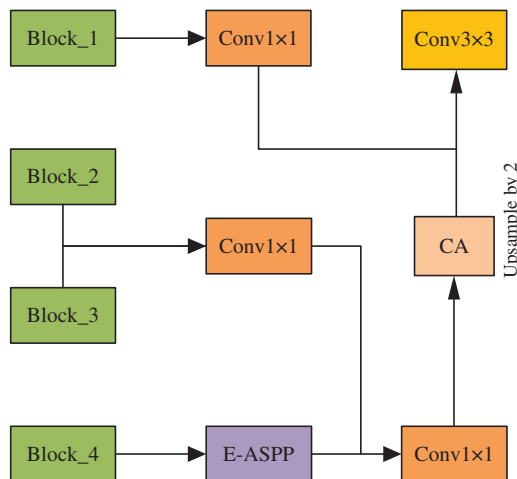 Block_1
Conv1×1
Conv3×3
Block_2
Upsample by 2
Conv1×1
CA
Block_3
Block_4
E-ASPP
Conv1×1